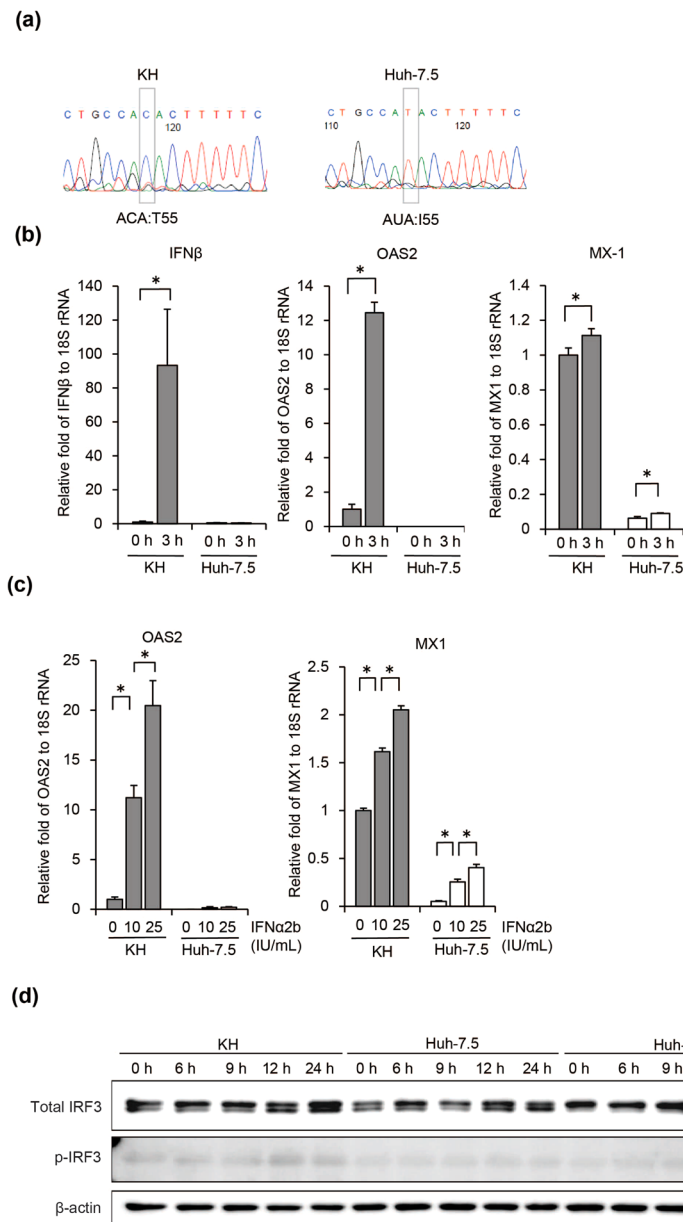 (a)
KH
Huh-7.5
C T G C C A C A C T T T T T C
120
C T G C C A T A C T T T T T C
110
120
ACA:T55
AUA:I55
(b)
IFNβ
OAS2
MX-1
Relative fold of IFNβ to 18S rRNA
140
120
100
80
60
40
20
0
0 h 3 h 0 h 3 h
KH Huh-7.5
*
Relative fold of OAS2 to 18S rRNA
14
12
10
8
6
4
2
0
0 h 3 h 0 h 3 h
KH Huh-7.5
*
Relative fold of MX1 to 18S rRNA
1.4
1.2
1
0.8
0.6
0.4
0.2
0
0 h 3 h 0 h 3 h
KH Huh-7.5
*
*
(c)
OAS2
MX1
Relative fold of OAS2 to 18S rRNA
25
20
15
10
5
0
* *
0 10 25 0 10 25 IFNα2b
KH Huh-7.5 (IU/mL)
Relative fold of MX1 to 18S rRNA
2.5
2
1.5
1
0.5
0
* *
* *
0 10 25 0 10 25 IFNα2b
KH Huh-7.5 (IU/mL)
(d)
KH Huh-7.5 Huh-
0 h 6 h 9 h 12 h 24 h 0 h 6 h 9 h 12 h 24 h 0 h 6 h 9 h
Total IRF3
p-IRF3
β-actin